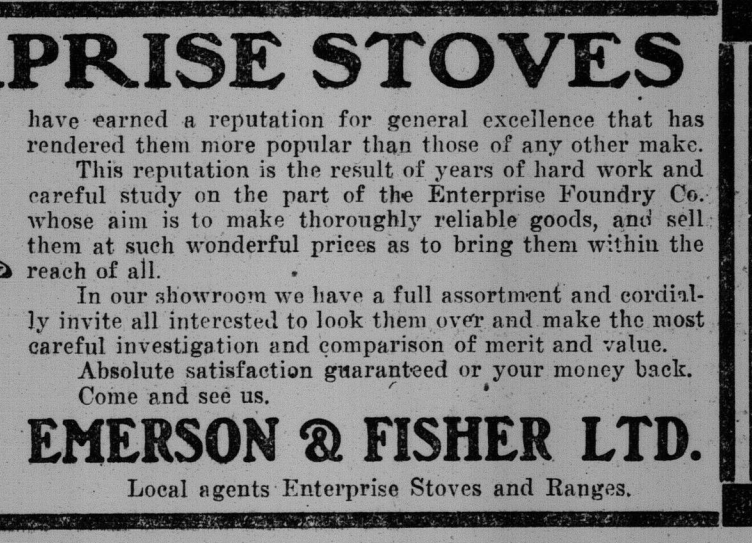 PRISE STOVES
have earned a reputation for general excellence that has
rendered them more popular than those of any other make.
This reputation is the result of years of hard work and
careful study on the part of the Enterprise Foundry Co.
whose aim is to make thoroughly reliable goods, and sell
them at such wonderful prices as to bring them within the
reach of all.
In our showroom we have a full assortment and cordial-
ly invite all interested to look them over and make the most
careful investigation and comparison of merit and value.
Absolute satisfaction guaranteed or your money back.
Come and see us.
EMERSON & FISHER LTD.
Local agents Enterprise Stoves and Ranges.